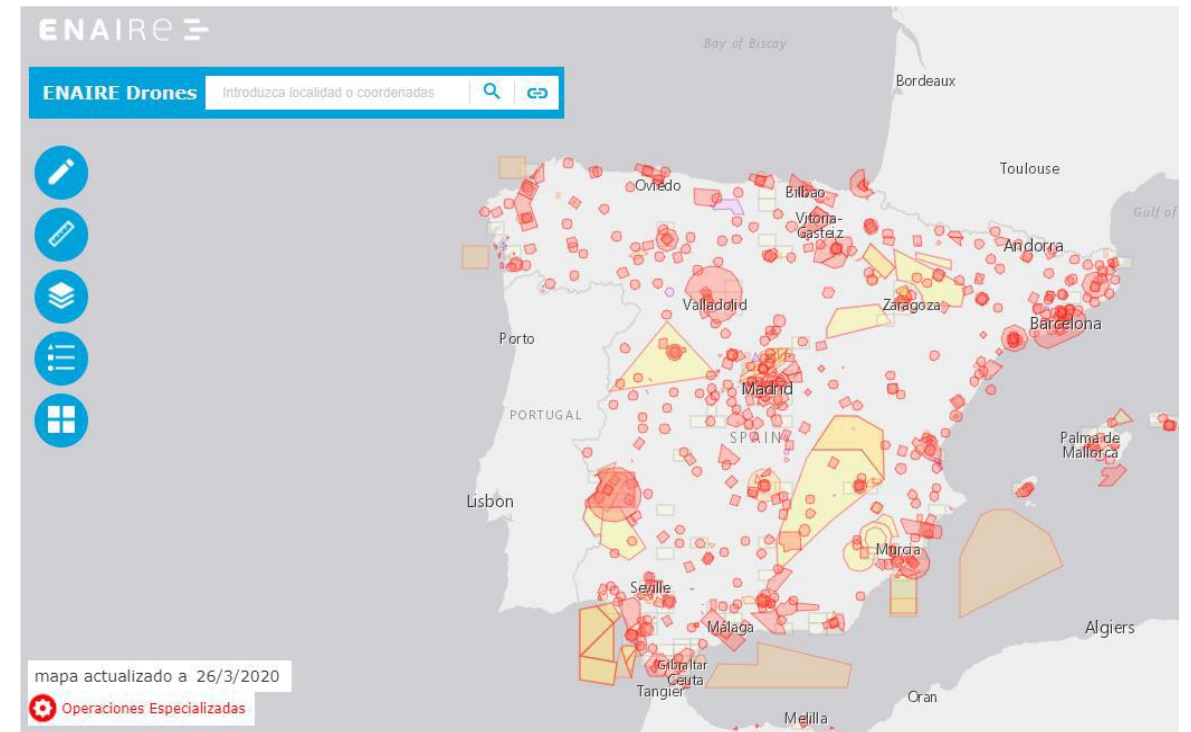 ENAIRe
Bay of Biscay
Bordeaux
ENAIRE Drones
Introduzca localidad o coordenadas
Toulouse
Oviedo
Bilbao
Vitoria-
Gasteiz
Gulf of
Andorra
Valladolid
Zaragoza
Barcelona
Porto
Madrid
PORTUGAL
SPAIN
Palma de
Mallorca
Lisbon
Murcia
Seville
Málaga
Algiers
Gibraltar
Ceuta
Tangier
Oran
Melilla
mapa actualizado a 26/3/2020
Operaciones Especializadas